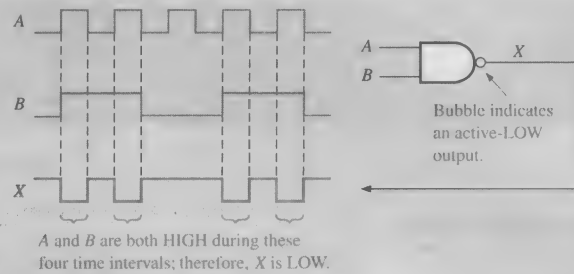 A
B
X
A and B are both HIGH during these
four time intervals; therefore, X is LOW.
A
B
X
Bubble indicates
an active-LOW
output.